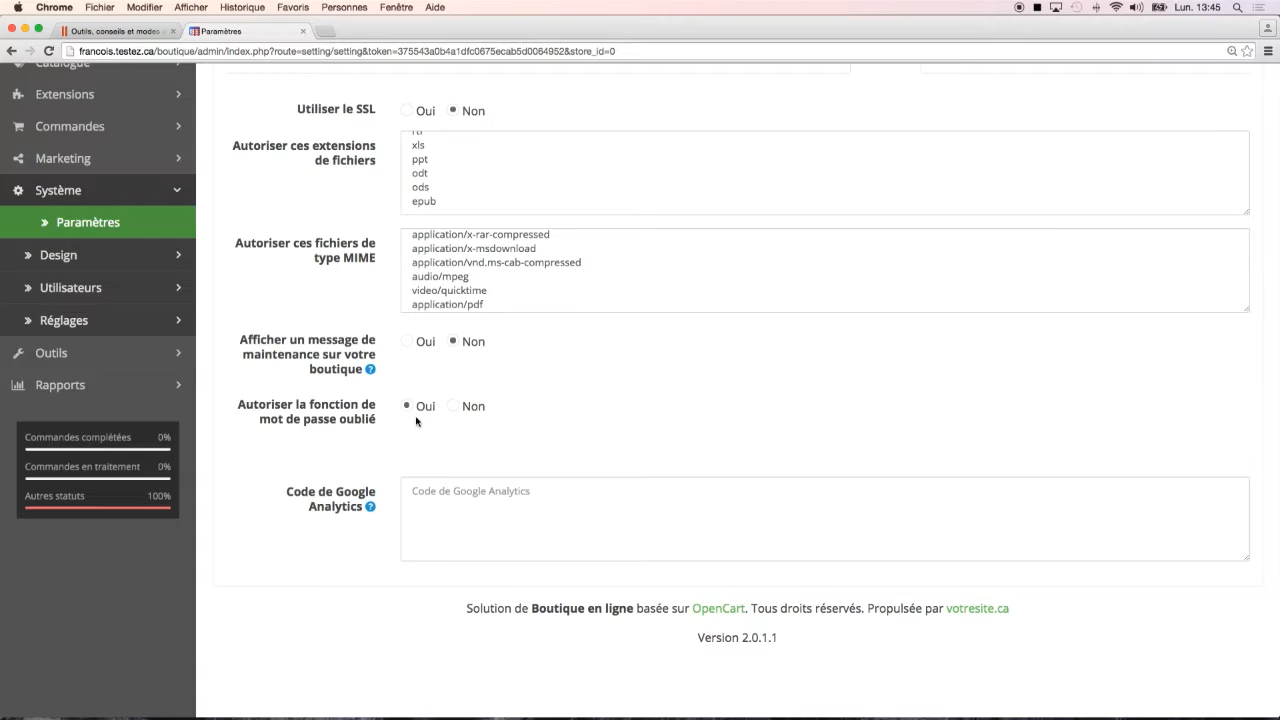 Chrome Fichier Modifier Afficher Historique Favoris Personnes Fenêtre Aide Lun. 13:45
Outils, conseils et modes d Paramètres
francois.testez.ca/boutique/admin/index.php?route=setting/setting&token=375543a0b4a1dfc0675ecab5d0064952&store_id=0
Catalogue
Extensions
Commandes
Marketing
Système
Paramètres
Design
Utilisateurs
Réglages
Outils
Rapports
Commandes complétées 0%
Commandes en traitement 0%
Autres statuts 100%
Utiliser le SSL
Oui Non
Autoriser ces extensions
de fichiers
rtf
xls
ppt
odt
ods
epub
Autoriser ces fichiers de
type MIME
application/x-rar-compressed
application/x-msdownload
application/vnd.ms-cab-compressed
audio/mpeg
video/quicktime
application/pdf
Afficher un message de
maintenance sur votre
boutique ?
Oui Non
Autoriser la fonction de
mot de passe oublié
Oui Non
Code de Google
Analytics ?
Code de Google Analytics
Solution de Boutique en ligne basée sur OpenCart. Tous droits réservés. Propulsée par votresite.ca
Version 2.0.1.1